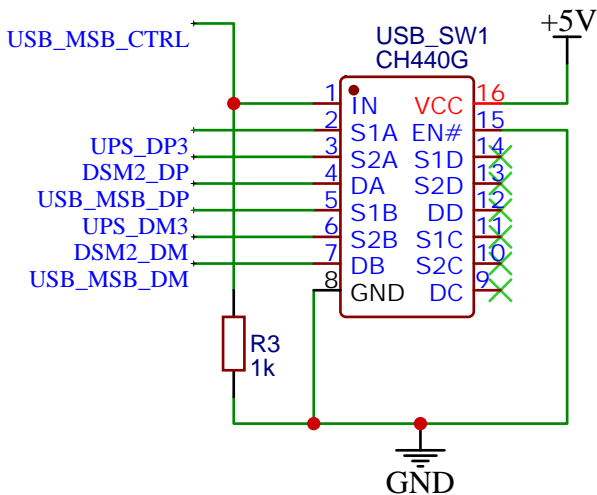 +5V
USB_MSB_CTRL
USB_SW1
CH440G
1 IN VCC 16
2 S1A EN# 15
UPS_DP3
3 S2A S1D 14
DSM2_DP
4 DA S2D 13
USB_MSB_DP
5 S1B DD 12
UPS_DM3
6 S2B S1C 11
DSM2_DM
7 DB S2C 10
USB_MSB_DM
8 GND DC 9
R3
1k
GND